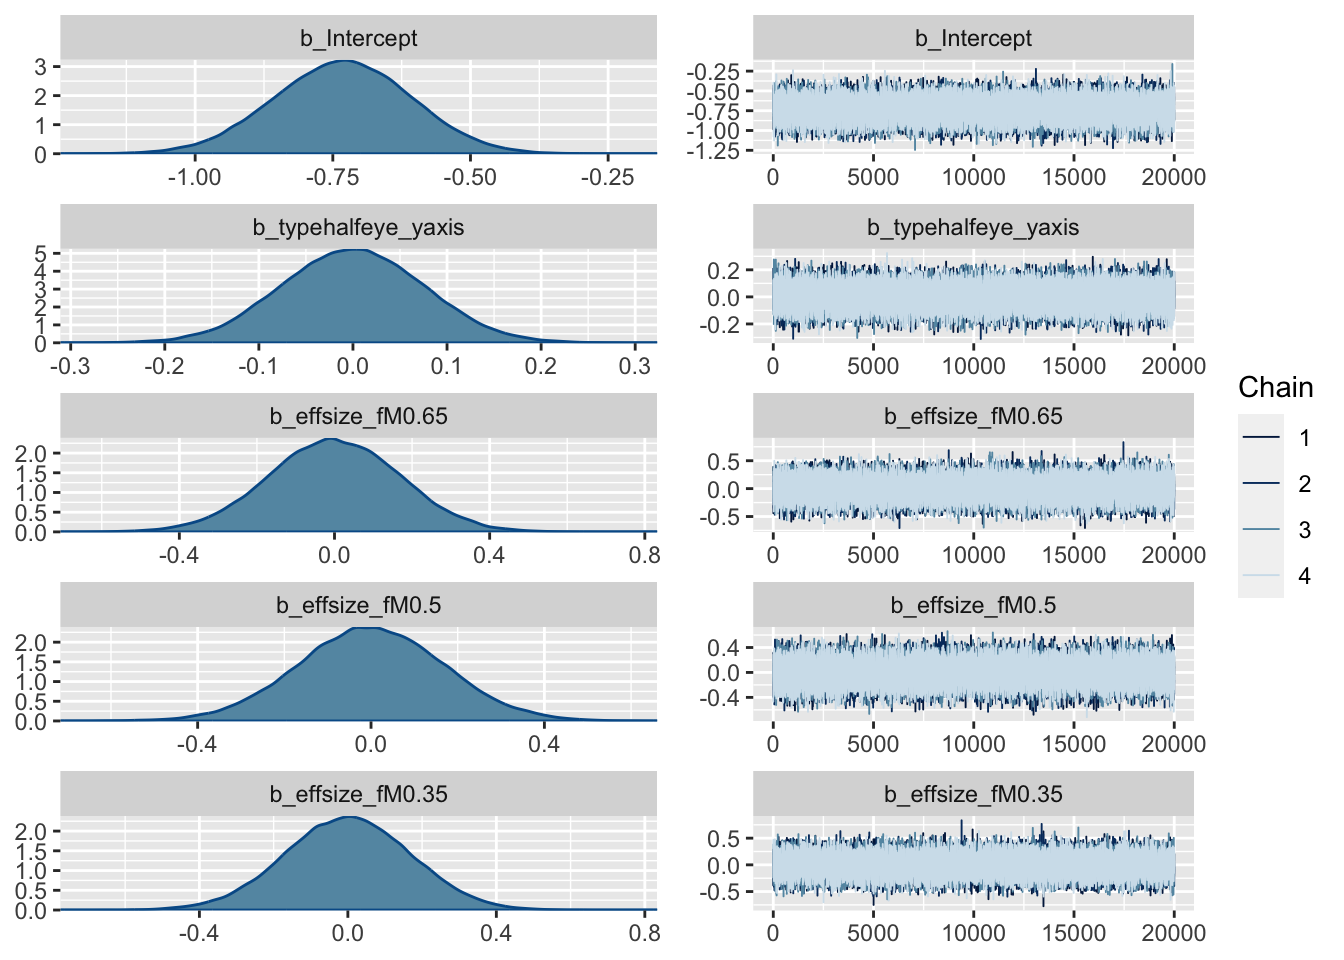 b_Intercept
b_Intercept
3
2
1
0
-1.00 -0.75 -0.50 -0.25
-0.25
-0.50
-0.75
-1.00
-1.25
0 5000 10000 15000 20000
b_typehalfeye_yaxis
b_typehalfeye_yaxis
5
4
3
2
1
0
-0.3 -0.2 -0.1 0.0 0.1 0.2 0.3
0.2
0.0
-0.2
0 5000 10000 15000 20000
b_effsize_fM0.65
b_effsize_fM0.65
2.0
1.5
1.0
0.5
0.0
-0.4 0.0 0.4 0.8
0.5
0.0
-0.5
0 5000 10000 15000 20000
b_effsize_fM0.5
b_effsize_fM0.5
2.0
1.5
1.0
0.5
0.0
-0.4 0.0 0.4
0.4
0.0
-0.4
0 5000 10000 15000 20000
b_effsize_fM0.35
b_effsize_fM0.35
2.0
1.5
1.0
0.5
0.0
-0.4 0.0 0.4 0.8
0.5
0.0
-0.5
0 5000 10000 15000 20000
Chain
1
2
3
4